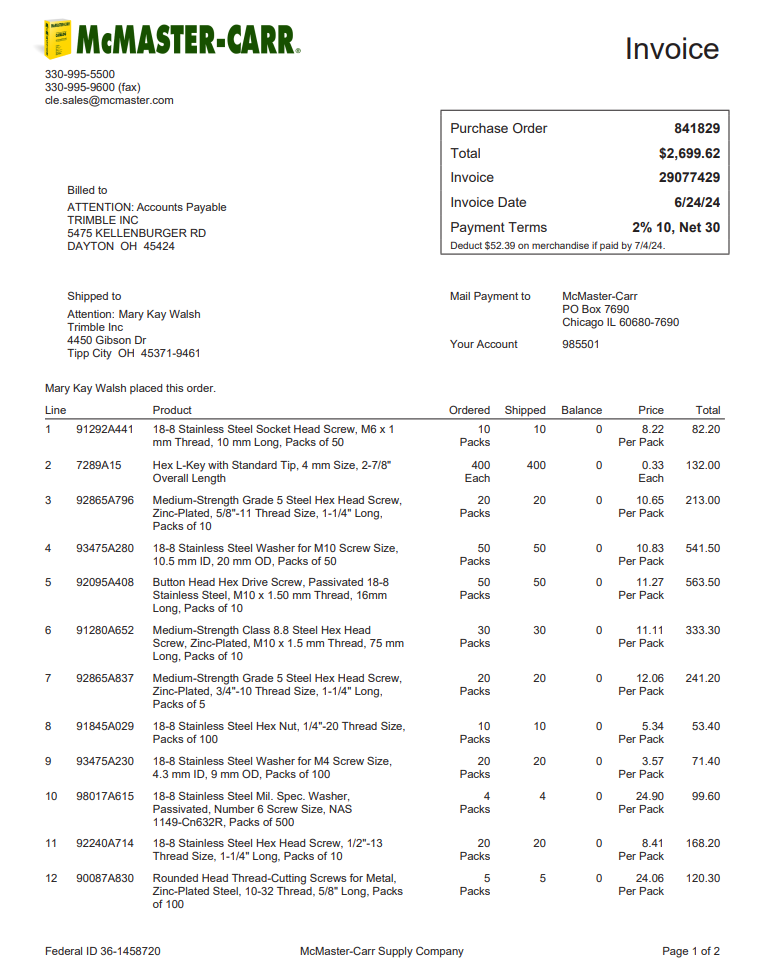 McMASTER-CARR®
Invoice
330-995-5500
330-995-9600 (fax)
cle.sales@mcmaster.com
Purchase Order 841829
Total $2,699.62
Invoice 29077429
Invoice Date 6/24/24
Payment Terms 2% 10, Net 30
Deduct $52.39 on merchandise if paid by 7/4/24.
Billed to
ATTENTION: Accounts Payable
TRIMBLE INC
5475 KELLENBURGER RD
DAYTON OH 45424
Shipped to
Attention: Mary Kay Walsh
Trimble Inc
4450 Gibson Dr
Tipp City OH 45371-9461
Mail Payment to McMaster-Carr
PO Box 7690
Chicago IL 60680-7690
Your Account 985501
Mary Kay Walsh placed this order.
Line Product Ordered Shipped Balance Price Total
1 91292A441 18-8 Stainless Steel Socket Head Screw, M6 x 1 10 10 0 8.22 82.20
mm Thread, 10 mm Long, Packs of 50 Packs Per Pack
2 7289A15 Hex L-Key with Standard Tip, 4 mm Size, 2-7/8" 400 400 0 0.33 132.00
Overall Length Each Each
3 92865A796 Medium-Strength Grade 5 Steel Hex Head Screw, 20 20 0 10.65 213.00
Zinc-Plated, 5/8"-11 Thread Size, 1-1/4" Long, Packs Per Pack
Packs of 10
4 93475A280 18-8 Stainless Steel Washer for M10 Screw Size, 50 50 0 10.83 541.50
10.5 mm ID, 20 mm OD, Packs of 50 Packs Per Pack
5 92095A408 Button Head Hex Drive Screw, Passivated 18-8 50 50 0 11.27 563.50
Stainless Steel, M10 x 1.50 mm Thread, 16mm Packs Per Pack
Long, Packs of 10
6 91280A652 Medium-Strength Class 8.8 Steel Hex Head 30 30 0 11.11 333.30
Screw, Zinc-Plated, M10 x 1.5 mm Thread, 75 mm Packs Per Pack
Long, Packs of 10
7 92865A837 Medium-Strength Grade 5 Steel Hex Head Screw, 20 20 0 12.06 241.20
Zinc-Plated, 3/4"-10 Thread Size, 1-1/4" Long, Packs Per Pack
Packs of 5
8 91845A029 18-8 Stainless Steel Hex Nut, 1/4"-20 Thread Size, 10 10 0 5.34 53.40
Packs of 100 Packs Per Pack
9 93475A230 18-8 Stainless Steel Washer for M4 Screw Size, 20 20 0 3.57 71.40
4.3 mm ID, 9 mm OD, Packs of 100 Packs Per Pack
10 98017A615 18-8 Stainless Steel Mil. Spec. Washer, 4 4 0 24.90 99.60
Passivated, Number 6 Screw Size, NAS Packs Per Pack
1149-Cn632R, Packs of 500
11 92240A714 18-8 Stainless Steel Hex Head Screw, 1/2"-13 20 20 0 8.41 168.20
Thread Size, 1-1/4" Long, Packs of 10 Packs Per Pack
12 90087A830 Rounded Head Thread-Cutting Screws for Metal, 5 5 0 24.06 120.30
Zinc-Plated Steel, 10-32 Thread, 5/8" Long, Packs Packs Per Pack
of 100
Federal ID 36-1458720 McMaster-Carr Supply Company Page 1 of 2